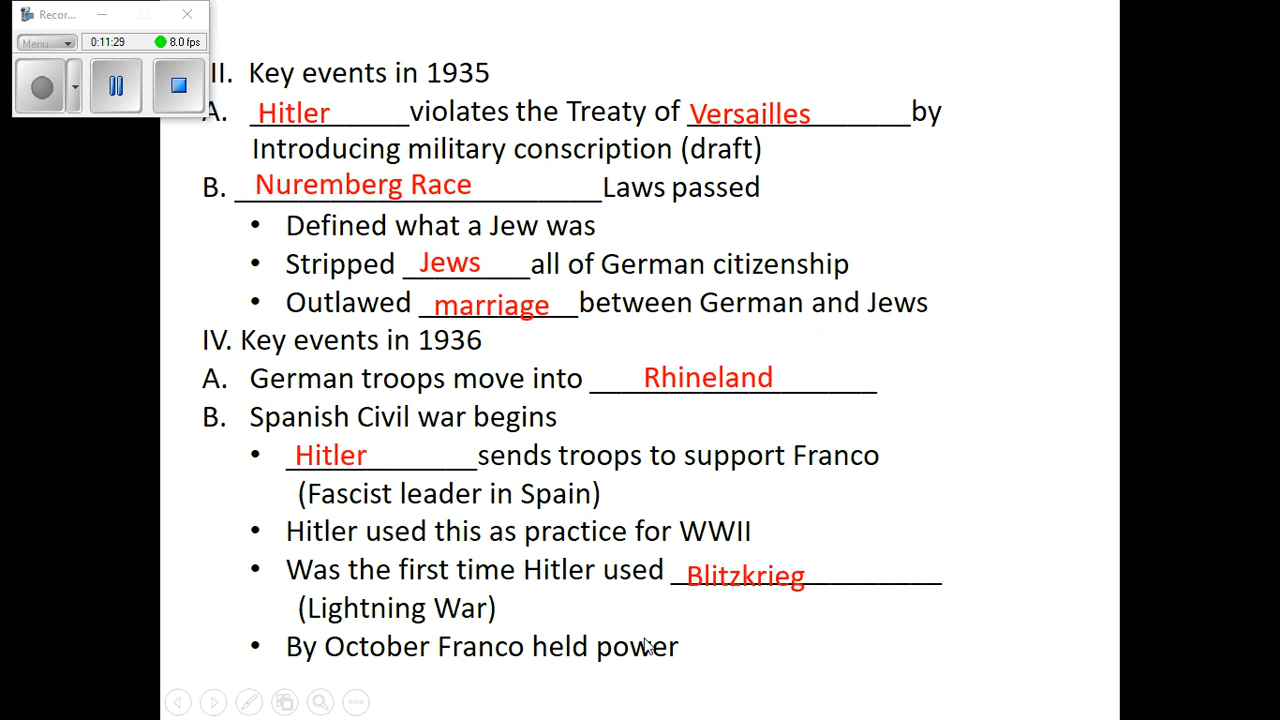 Recor...
Menu
0:11:29
8.0 fps
II. Key events in 1935
A. Hitler violates the Treaty of Versailles by
Introducing military conscription (draft)
B. Nuremberg Race Laws passed
• Defined what a Jew was
• Stripped Jews all of German citizenship
• Outlawed marriage between German and Jews
IV. Key events in 1936
A. German troops move into Rhineland
B. Spanish Civil war begins
• Hitler sends troops to support Franco
(Fascist leader in Spain)
• Hitler used this as practice for WWII
• Was the first time Hitler used Blitzkrieg
(Lightning War)
• By October Franco held power